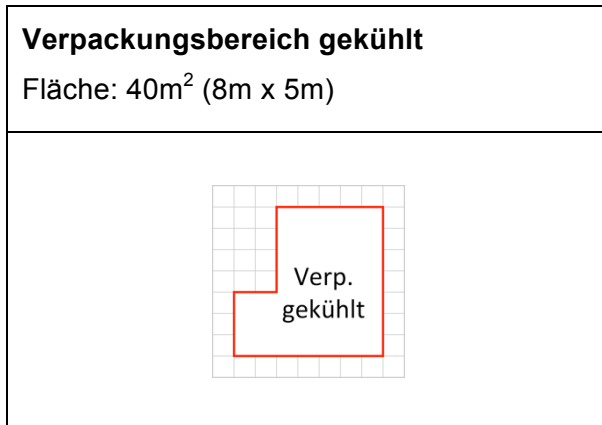 Verpackungsbereich gekühlt
Fläche: 40m² (8m x 5m)
Verp.
gekühlt